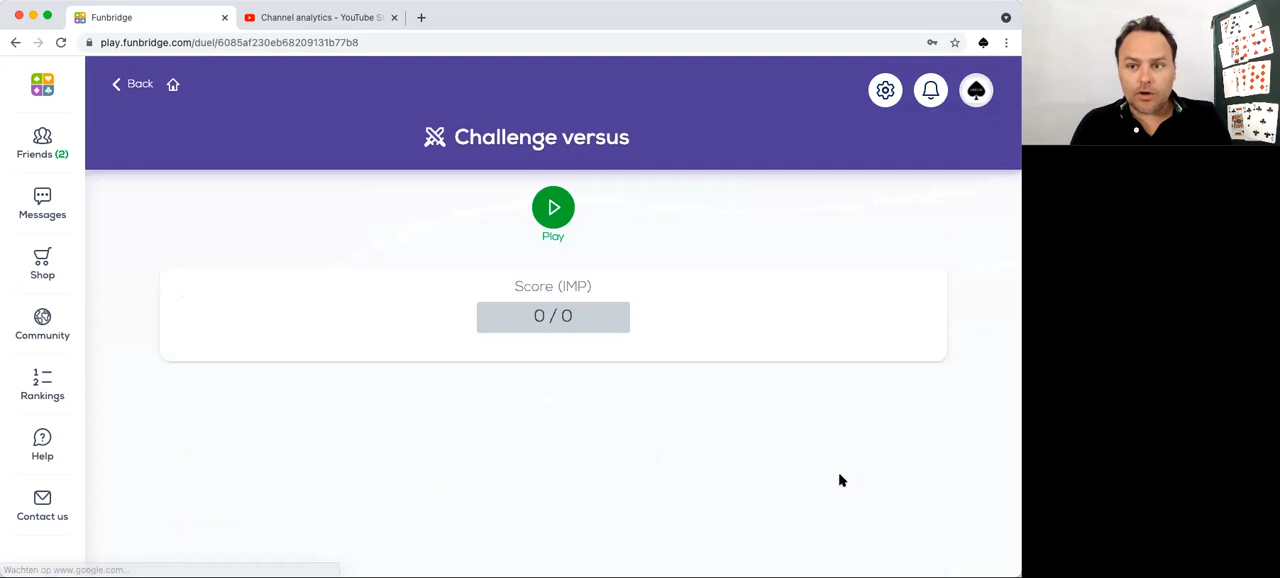 Funbridge
Channel analytics - YouTube S
play.funbridge.com/duel/6085af230eb68209131b77b8
Back
Challenge versus
Friends (2)
Messages
Shop
Community
1
2
Rankings
Help
Contact us
Play
Score (IMP)
0 / 0
Wachten op www.google.com...